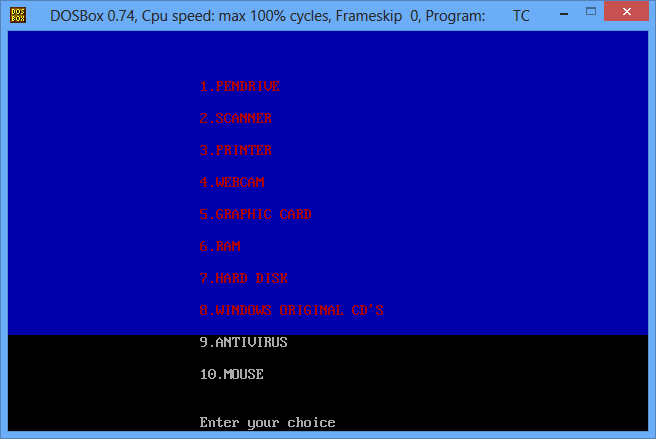 DOS
BOX
DOSBox 0.74, Cpu speed: max 100% cycles, Frameskip 0, Program: TC
1.PENDRIVE
2.SCANNER
3.PRINTER
4.WEBCAM
5.GRAPHIC CARD
6.RAM
7.HARD DISK
8.WINDOWS ORIGINAL CD'S
9.ANTIVIRUS
10.MOUSE
Enter your choice